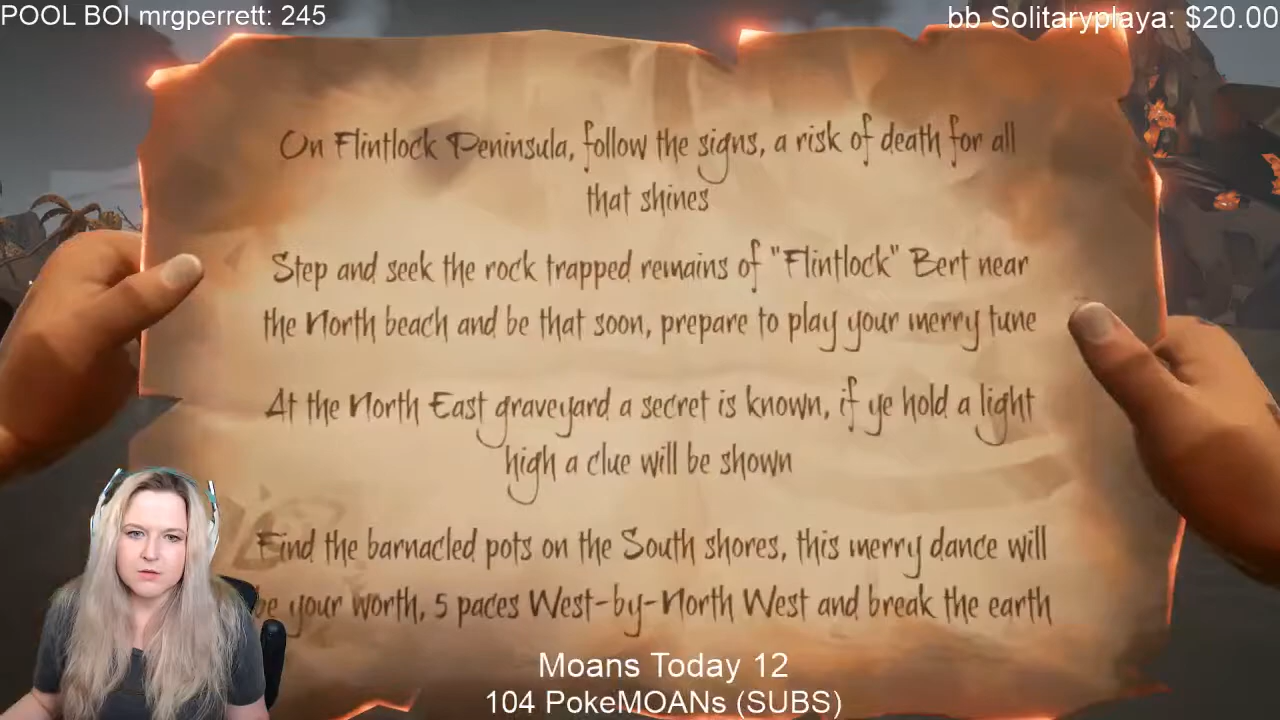 POOL BOI mrgperrett: 245
bb Solitaryplaya: $20.00
On Flintlock Peninsula, follow the signs, a risk of death for all
that shines
Step and seek the rock trapped remains of "Flintlock" Bert near
the North beach and be that soon, prepare to play your merry tune
At the North East graveyard a secret is known, if ye hold a light
high a clue will be shown
Find the barnacled pots on the South shores, this merry dance will
be your worth, 5 paces West-by-North West and break the earth
Moans Today 12
104 PokeMOANs (SUBS)